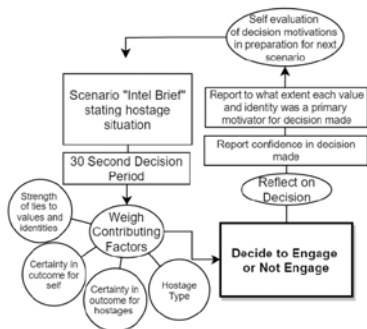 Self evaluation
of decision motivations
in preparation for next
scenario
Scenario "Intel Brief"
stating hostage
situation
30 Second Decision
Period
Strength
of lies to
values and
identities
Weigh
Contributing
Factors
Certainty in
outcome for
self
Certainty in
outcome for
hostages
Hostage
Type
Report to what extent each value
and identity was a primary
motivator for decision made
Report confidence in decision
made
Reflect on
Decision
Decide to Engage
or Not Engage